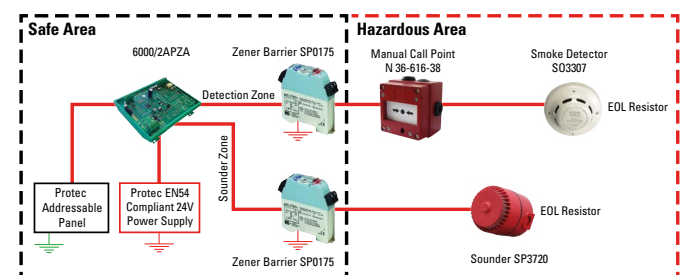 Safe Area
Hazardous Area
6000/2APZA
Zener Barrier SP0175
Manual Call Point
N 36-616-38
Smoke Detector
SO3307
Detection Zone
EOL Resistor
Sounder Zone
Protec
Addressable
Panel
Protec EN54
Compliant 24V
Power Supply
EOL Resistor
Zener Barrier SP0175
Sounder SP3720